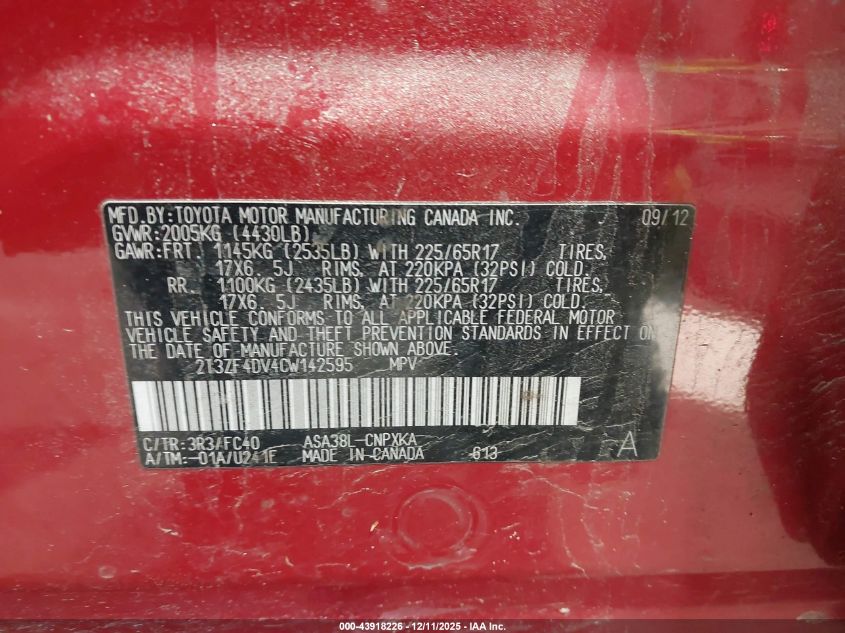 MFD.BY:TOYOTA MOTOR MANUFACTURING CANADA INC. 09/12
GVWR:2005KG (4430LB)
GAWR:FRT. 1145KG (2535LB) WITH 225/65R17 TIRES,
17X6.5J RIMS, AT 220KPA (32PSI) COLD.
RR. 1100KG (2435LB) WITH 225/65R17 TIRES,
17X6.5J RIMS, AT 220KPA (32PSI) COLD.
THIS VEHICLE CONFORMS TO ALL APPLICABLE FEDERAL MOTOR
VEHICLE SAFETY AND THEFT PREVENTION STANDARDS IN EFFECT ON
THE DATE OF MANUFACTURE SHOWN ABOVE.
2T3ZF4DV4CW142595 MPV
C/TR:3R3/FC40 ASA38L-CNPXKA A
A/TM:-01A/U241E MADE IN CANADA 613
000-43918226 - 12/11/2025 - IAA Inc.